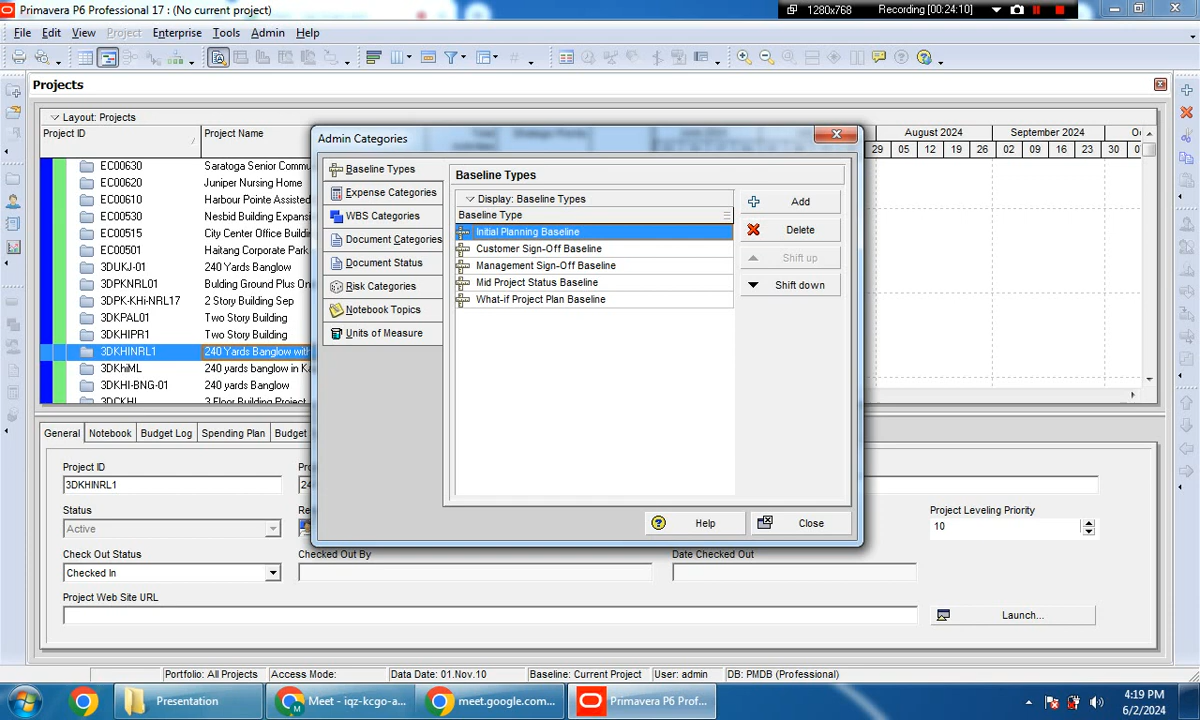 Primavera P6 Professional 17 : (No current project)
1280x768
Recording [00:24:10]
File Edit View Project Enterprise Tools Admin Help
Projects
Layout: Projects
Project ID
Project Name
August 2024
September 2024
29 05 12 19 26 02 09 16 23 30
EC00630 Saratoga Senior
EC00620 Juniper Nursing Home
EC00610 Harbour Pointe Assisted
EC00530 Nesbid Building Expan
EC00515 City Center Office
EC00501 Haitang Corporate Park
3DUKJ-01 240 Yards Banglow
3DPKNRL01 Bulding Ground Plus
3DPK-KHi-NRL17 2 Story Building Sep
3DKPAL01 Two Story Building
3DKHIPR1 Two Story Building
3DKHINRL1 240 Yards Banglow
3DKhiML 240 yards banglow in
3DKHI-BNG-01 240 yards Banglow
3DCKHI 3 Floor Building
Admin Categories
Baseline Types
Expense Categories
WBS Categories
Document Categories
Document Status
Risk Categories
Notebook Topics
Units of Measure
Baseline Types
Display: Baseline Types
Baseline Type
Initial Planning Baseline
Customer Sign-Off Baseline
Management Sign-Off Baseline
Mid Project Status Baseline
What-if Project Plan Baseline
Add
Delete
Shift up
Shift down
Help
Close
General Notebook Budget Log Spending Plan Budget
Project ID
3DKHINRL1
Status
Active
Project Leveling Priority
10
Check Out Status
Checked Out By
Date Checked Out
Checked In
Project Web Site URL
Launch...
Portfolio: All Projects
Access Mode:
Data Date: 01.Nov.10
Baseline: Current Project
User: admin
DB: PMDB (Professional)
Presentation
Meet - iqz-kcgo-a...
meet.google.com...
Primavera P6 Prof...
4:19 PM
6/2/2024